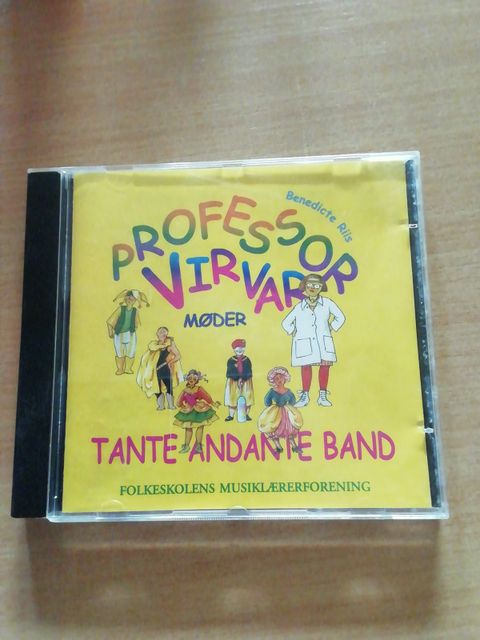 Benedicte Riis
PROFESSOR
VIRVAR
MØDER
TANTE ANDANTE BAND
FOLKESKOLENS MUSIKLÆRERFORENING